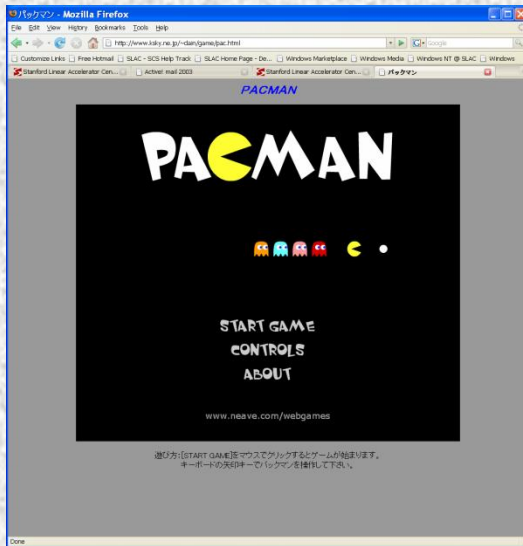 パックマン - Mozilla Firefox
File Edit View History Bookmarks Tools Help
http://www.ksky.ne.jp/~dam/game/pac.html
Google
Customize Links Free Hotmail SLAC - SCS Help Track SLAC Home Page - De... Windows Marketplace Windows Media Windows NT @ SLAC Windows
Stanford Linear Accelerator Cen... Active! mail 2003 Stanford Linear Accelerator Cen... パックマン
PACMAN
PACMAN
START GAME
CONTROLS
ABOUT
www.neave.com/webgames
遊び方:[START GAME]をマウスでクリックするとゲームが始まります。
キーボードの矢印キーでパックマンを操作して下さい。
Done